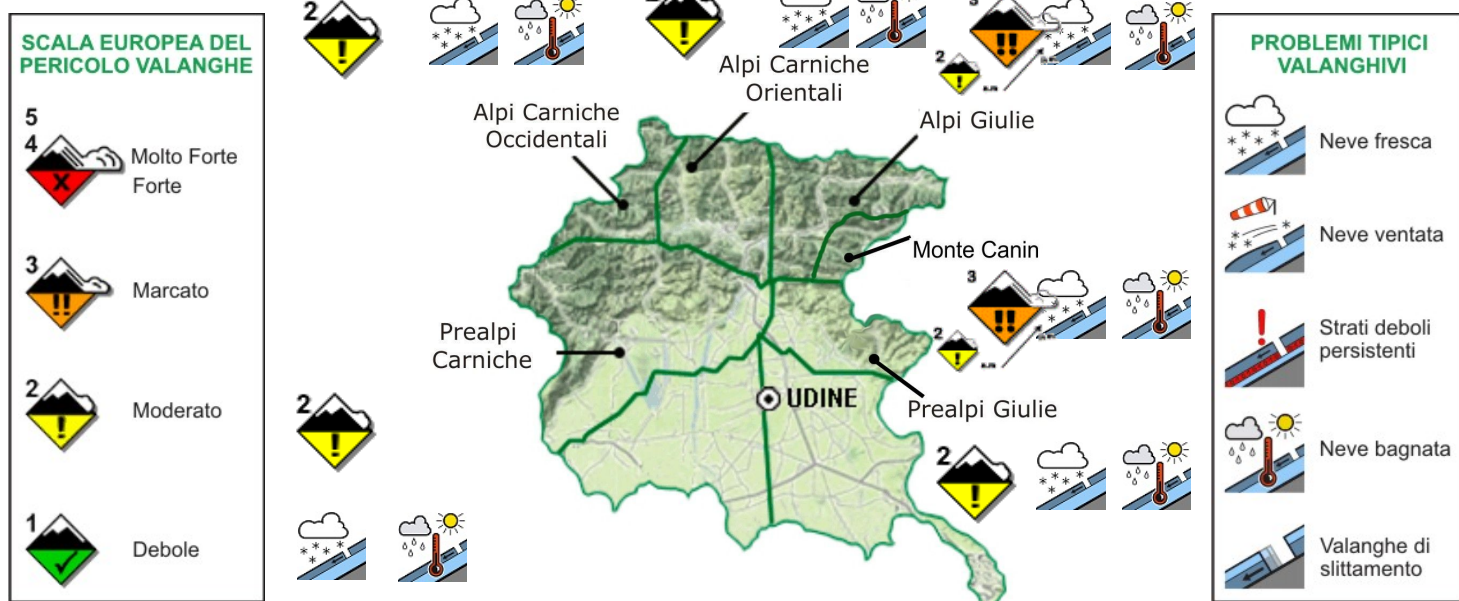 SCALA EUROPEA DEL
PERICOLO VALANGHE
5
4
Molto Forte
Forte
3
Marcato
2
Moderato
1
Debole
2
2
3
2
Alpi Carniche
Occidentali
Alpi Carniche
Orientali
Alpi Giulie
Monte Canin
3
2
Prealpi
Carniche
UDINE
Prealpi Giulie
2
2
PROBLEMI TIPICI
VALANGHIVI
Neve fresca
Neve ventata
Strati deboli
persistenti
Neve bagnata
Valanghe di
slittamento